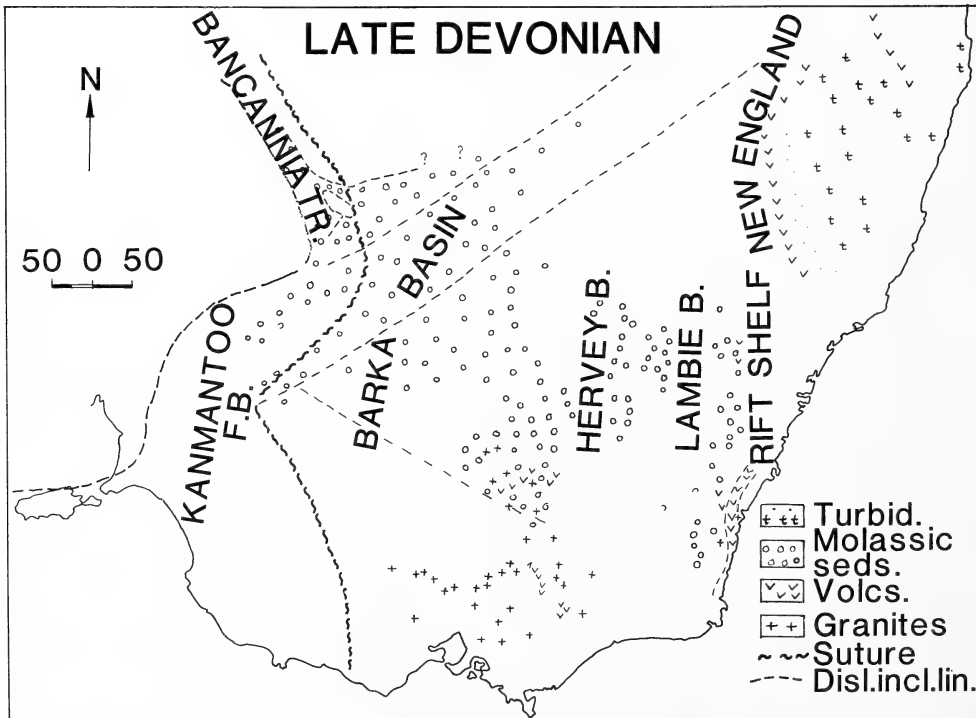 LATE DEVONIAN
N
50 0 50
BANCANNIA TR
BARKA BASIN
KANMANTOO
F.B.
HERVEY B.
LAMBIE B.
RIFT SHELF NEW ENGLAND
? ?
Turbid.
Molassic
seds.
Volcs.
Granites
Suture
Disl.incl.lin.